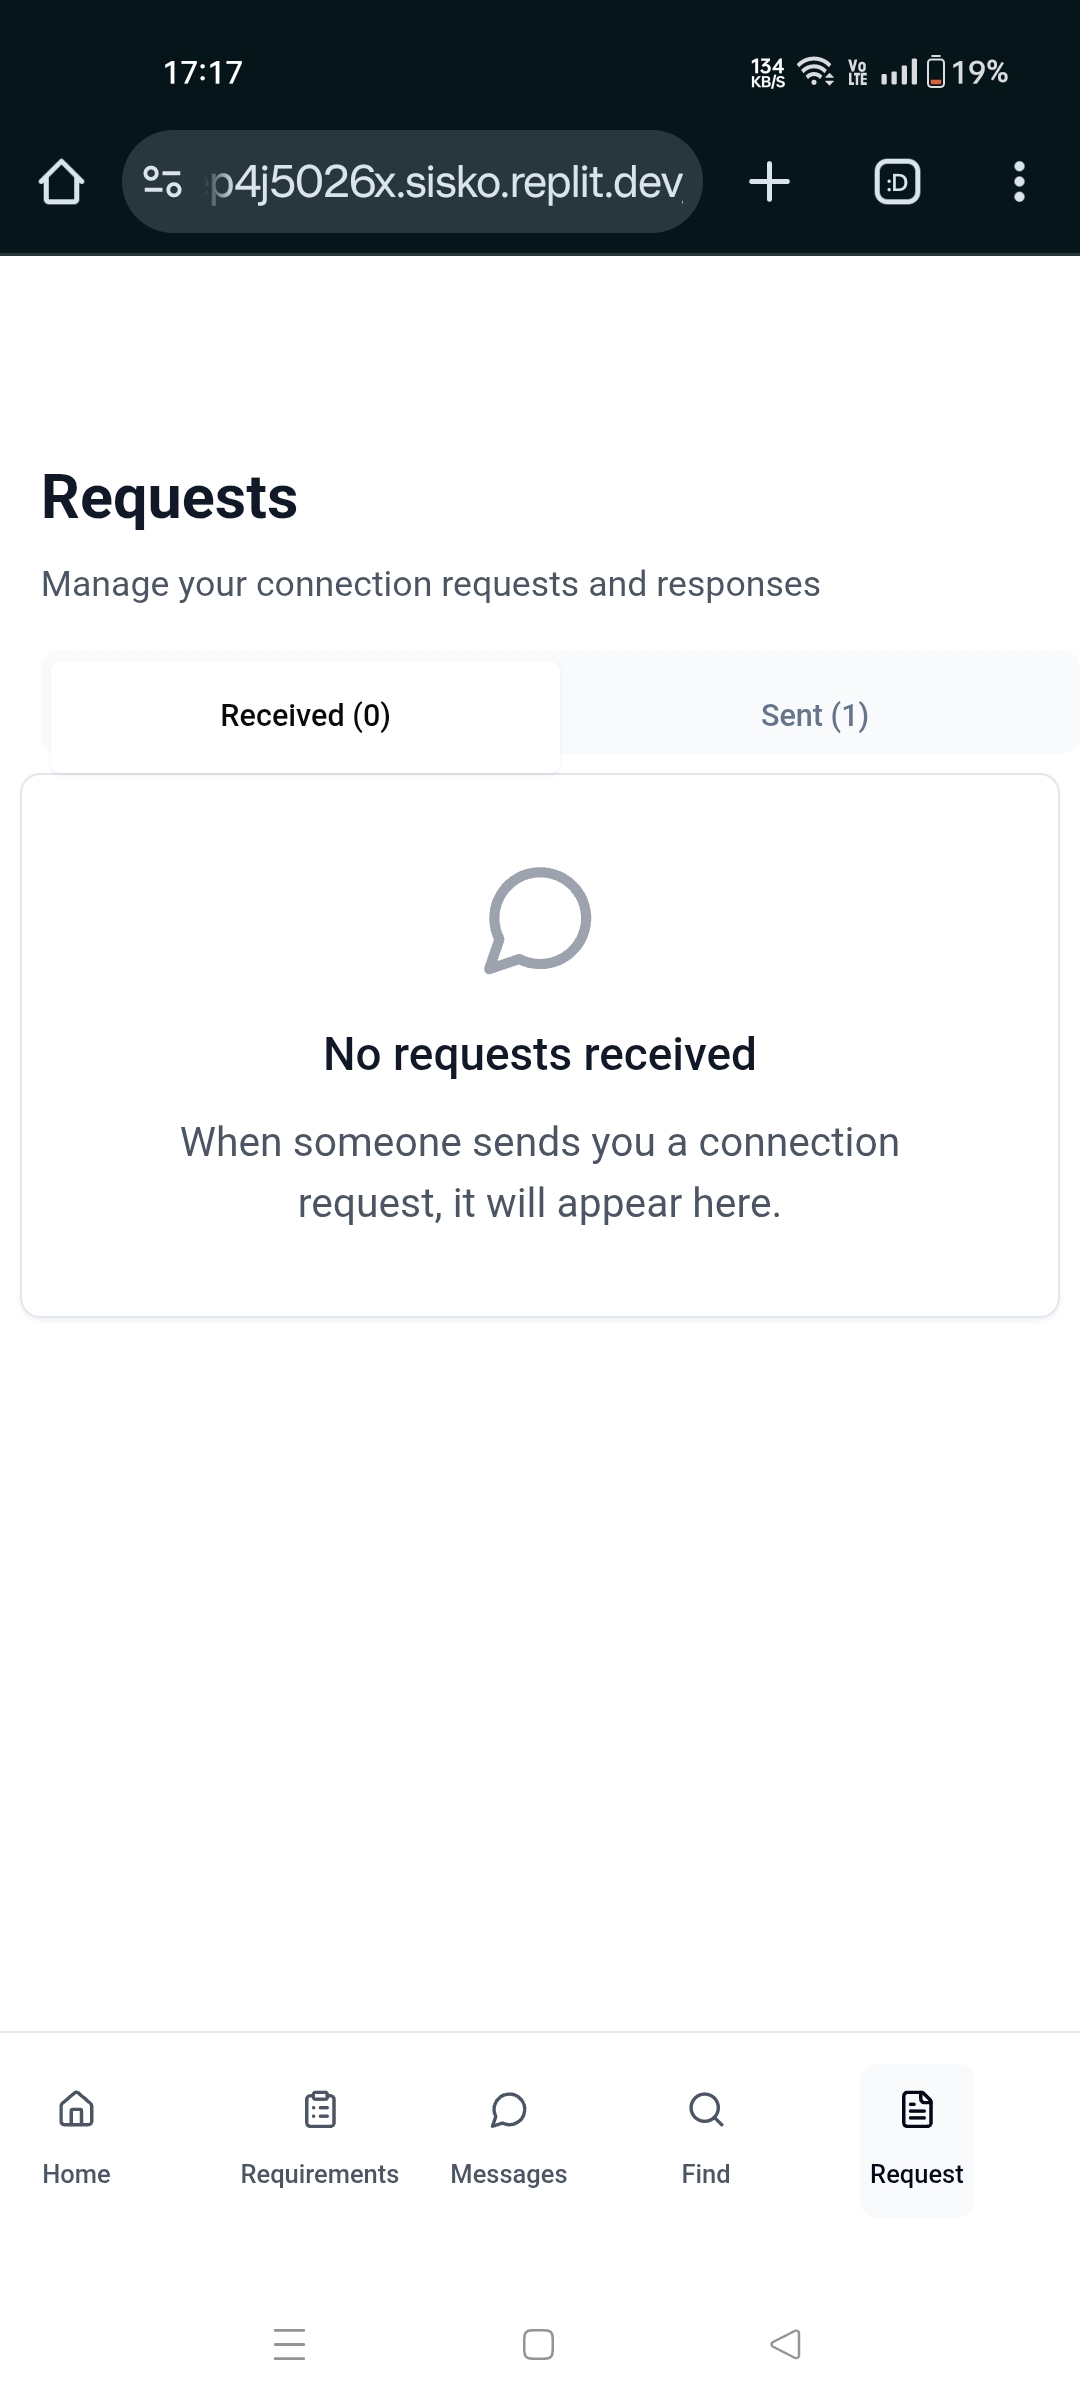 17:17
134
KB/S
Vo
LTE
19%
p4j5026x.sisko.replit.dev
:D
Requests
Manage your connection requests and responses
Received (0)
Sent (1)
No requests received
When someone sends you a connection
request, it will appear here.
Home
Requirements
Messages
Find
Request